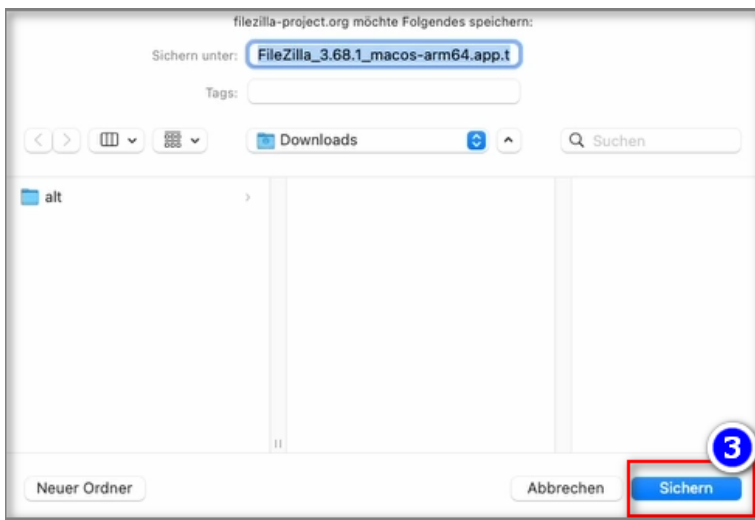 filezilla-project.org möchte Folgendes speichern:
Sichern unter: FileZilla_3.68.1_macos-arm64.app.t
Tags:
Downloads
Suchen
alt
3
Neuer Ordner
Abbrechen
Sichern